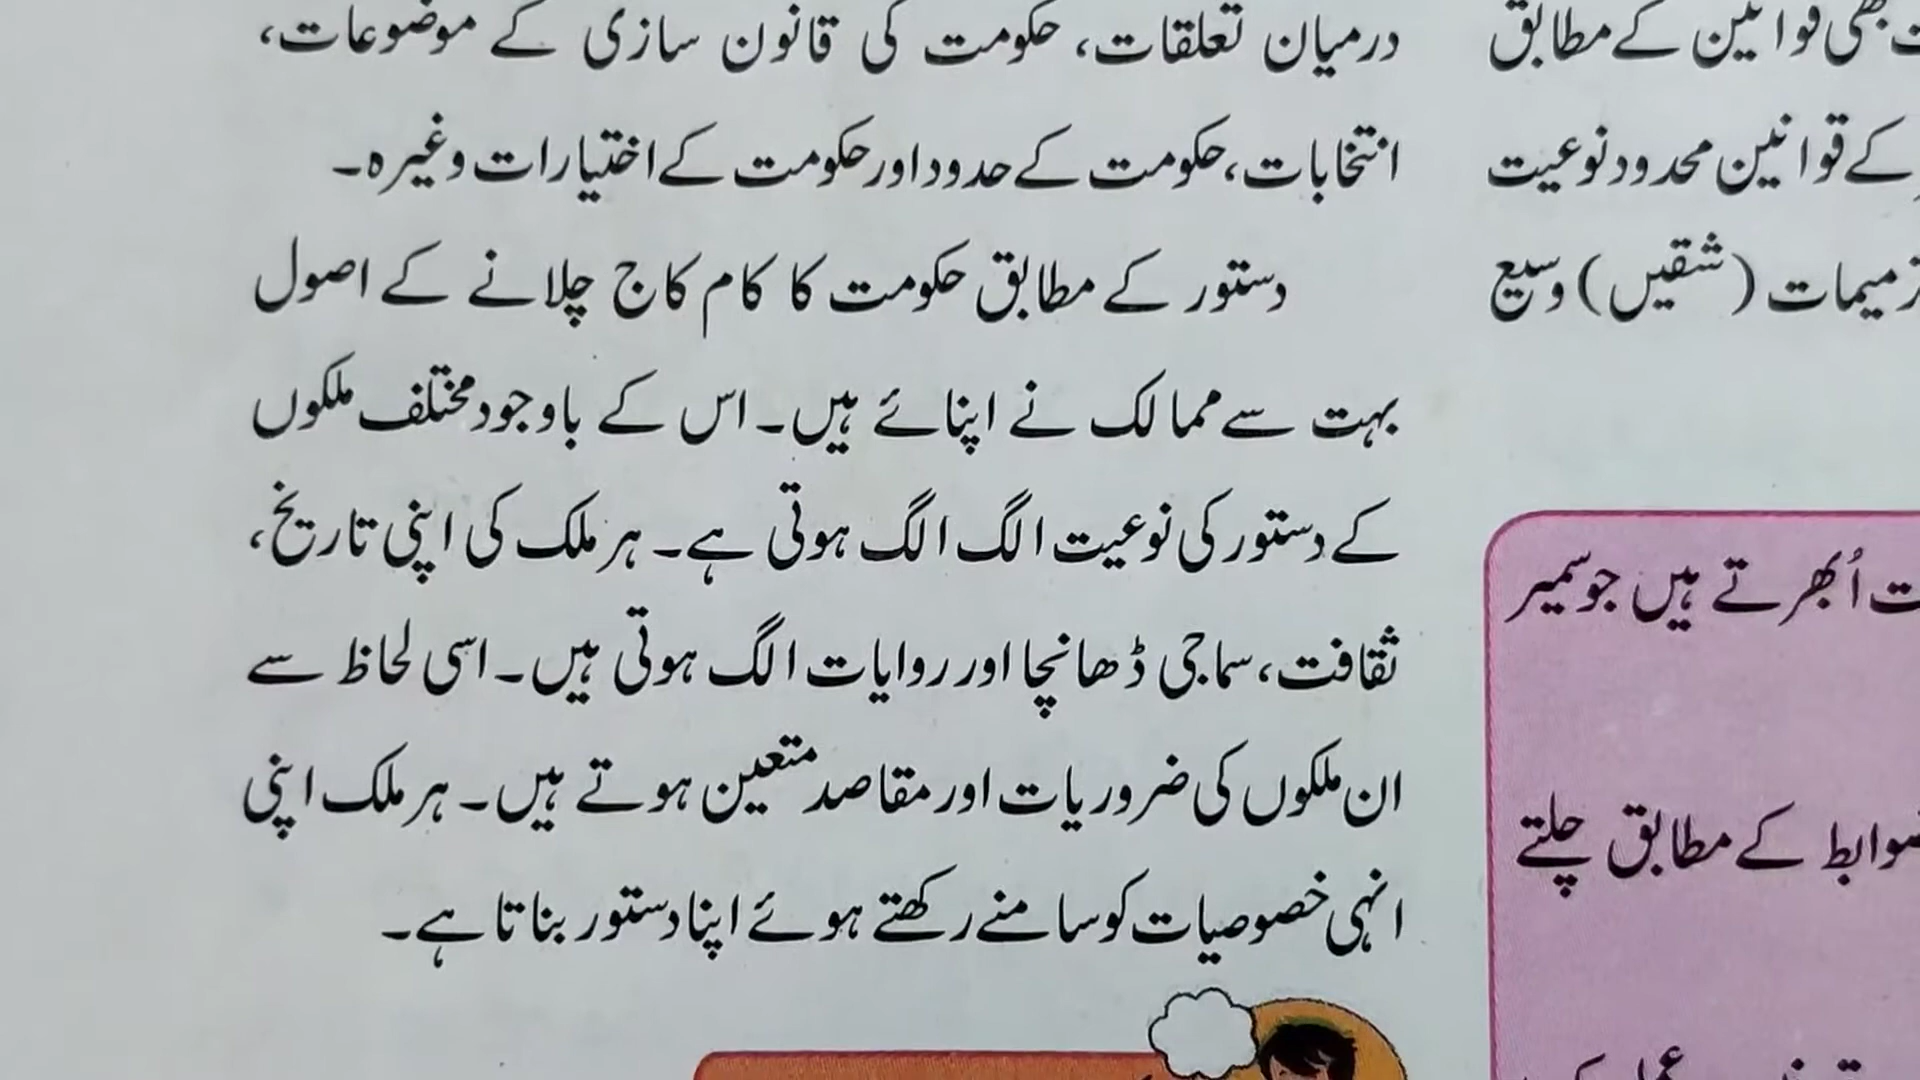 بھی قوانین کے مطابق
کے قوانین محدود نوعیت
ترمیمات (شقیں) وسیع
اُبھرتے ہیں جو سمیر
ضوابط کے مطابق چلتے
درمیان تعلقات، حکومت کی قانون سازی کے موضوعات،
انتخابات، حکومت کے حدود اور حکومت کے اختیارات وغیرہ۔
دستور کے مطابق حکومت کا کام کاج چلانے کے اصول
بہت سے ممالک نے اپنائے ہیں۔ اس کے باوجود مختلف ملکوں
کے دستور کی نوعیت الگ الگ ہوتی ہے۔ ہر ملک کی اپنی تاریخ،
ثقافت، سماجی ڈھانچا اور روایات الگ ہوتی ہیں۔ اسی لحاظ سے
ان ملکوں کی ضروریات اور مقاصد متعین ہوتے ہیں۔ ہر ملک اپنی
انہی خصوصیات کو سامنے رکھتے ہوئے اپنا دستور بناتا ہے۔